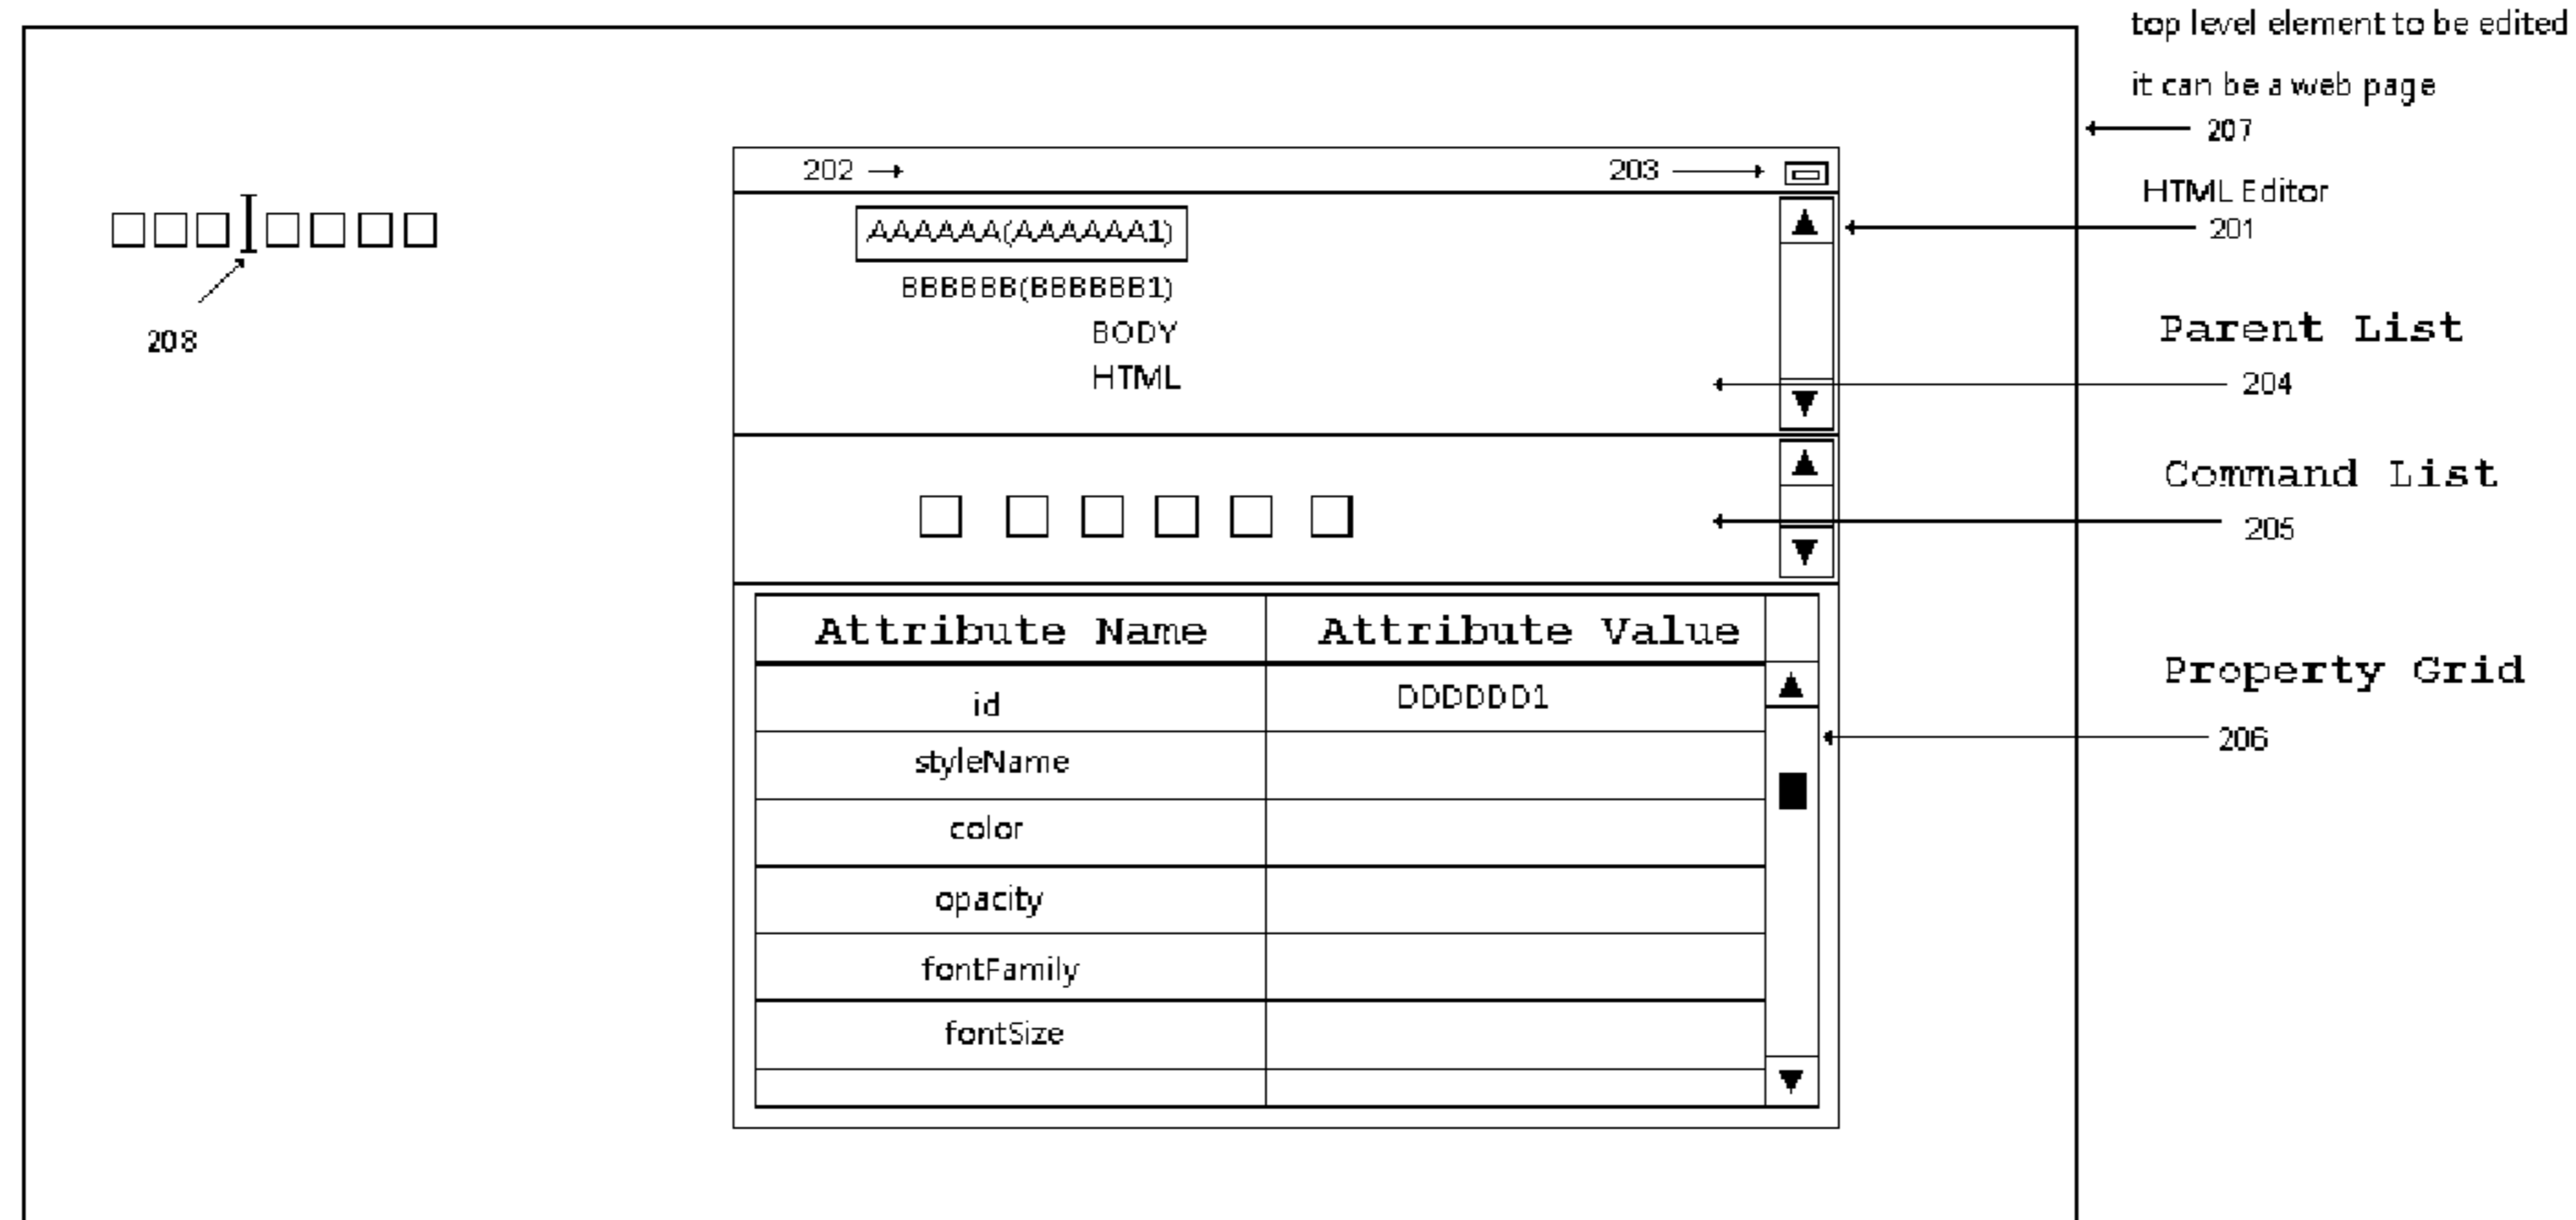 top level element to be edited
it can be a web page
207
202
203
HTML Editor
201
AAAAAA(AAAAAA1)
BBBBBB(BBBBBB1)
BODY
HTML
208
Parent List
204
Command List
205
Attribute Name Attribute Value
id DDDDDD1
styleName
color
opacity
fontFamily
fontSize
Property Grid
206